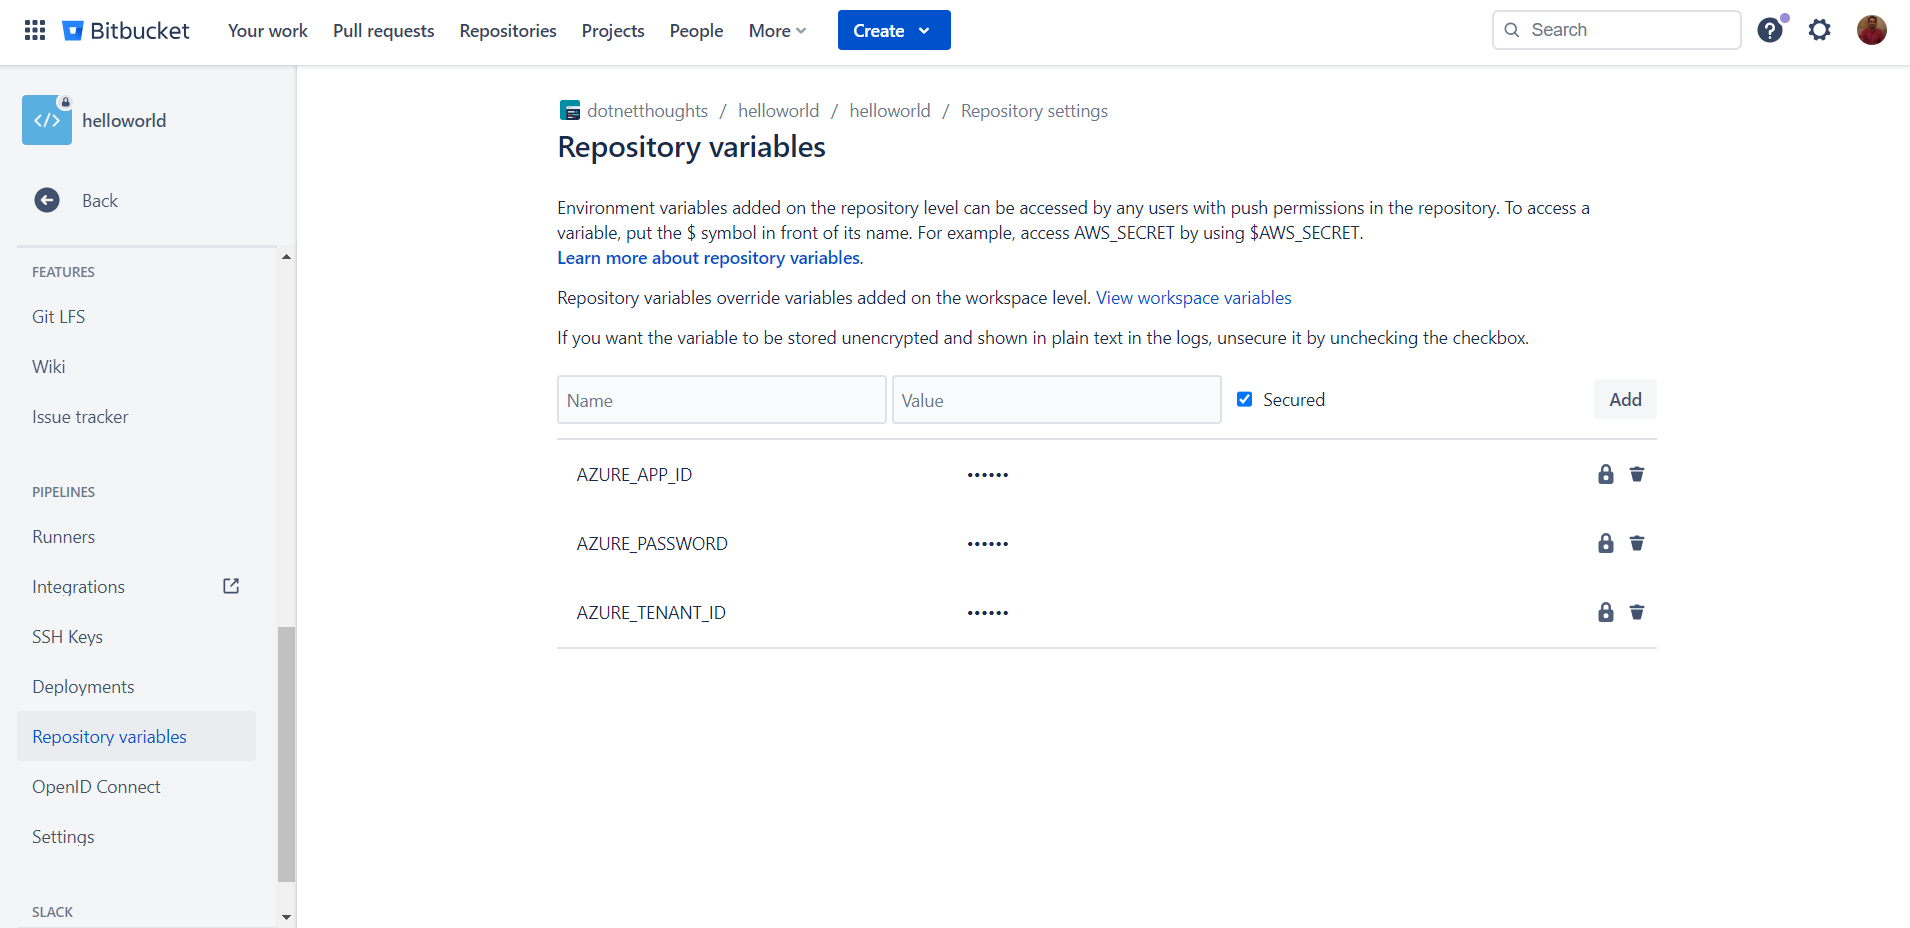 Bitbucket
Your work
Pull requests
Repositories
Projects
People
More
Create
Search
?
</>
helloworld
Back
FEATURES
Git LFS
Wiki
Issue tracker
PIPELINES
Runners
Integrations
SSH Keys
Deployments
Repository variables
OpenID Connect
Settings
SLACK
dotnetthoughts / helloworld / helloworld / Repository settings
Repository variables
Environment variables added on the repository level can be accessed by any users with push permissions in the repository. To access a
variable, put the $ symbol in front of its name. For example, access AWS_SECRET by using $AWS_SECRET.
Learn more about repository variables.
Repository variables override variables added on the workspace level. View workspace variables
If you want the variable to be stored unencrypted and shown in plain text in the logs, unsecure it by unchecking the checkbox.
Name
Value
Secured
Add
AZURE_APP_ID ••••••
AZURE_PASSWORD ••••••
AZURE_TENANT_ID ••••••